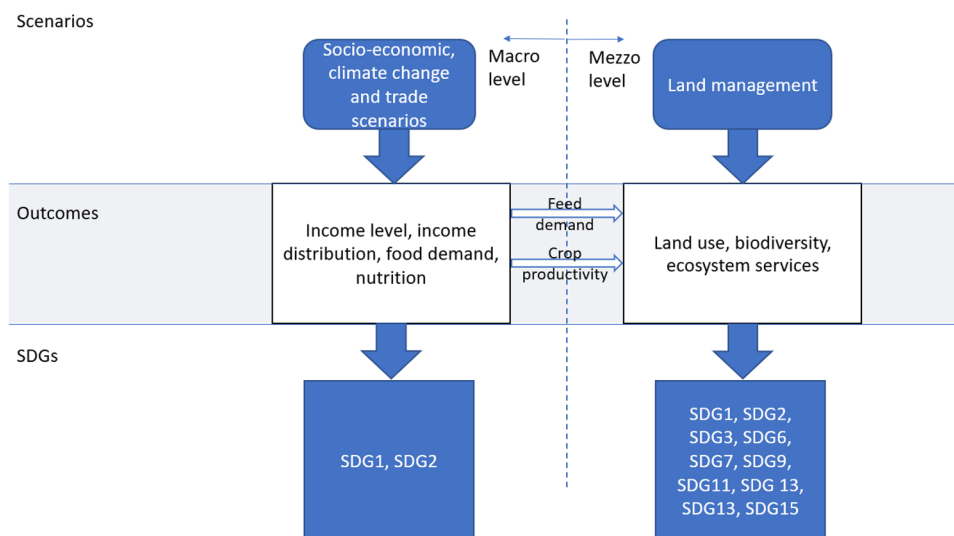 Scenarios
Socio-economic,
climate change
and trade
scenarios
Macro
level
Mezzo
level
Land management
Outcomes
Income level, income
distribution, food demand,
nutrition
Feed
demand
Crop
productivity
Land use, biodiversity,
ecosystem services
SDGs
SDG1, SDG2
SDG1, SDG2,
SDG3, SDG6,
SDG7, SDG9,
SDG11, SDG 13,
SDG13, SDG15